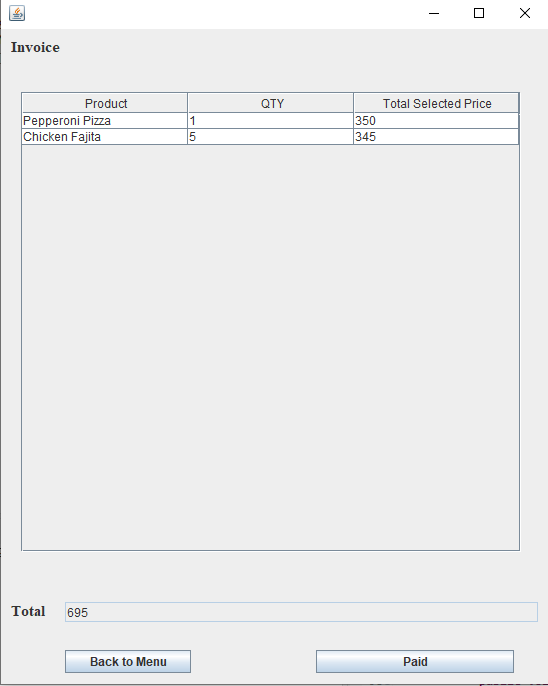 Invoice
Product QTY Total Selected Price
Pepperoni Pizza 1 350
Chicken Fajita 5 345
Total 695
Back to Menu Paid